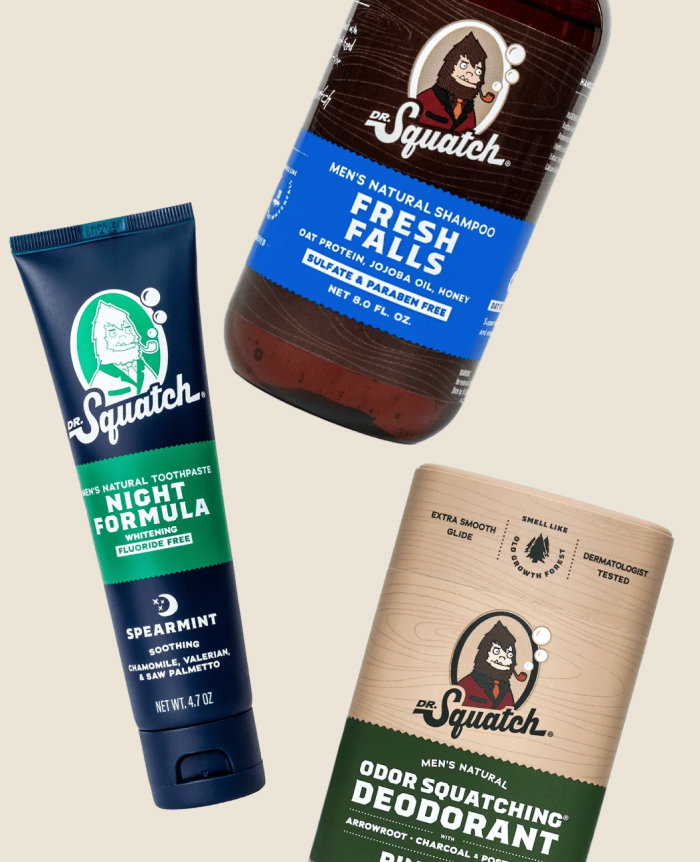 DR.
Squatch®
MEN'S NATURAL SHAMPOO
FRESH
FALLS
OAT PROTEIN, JOJOBA OIL, HONEY
SULFATE & PARABEN FREE
NET 8.0 FL. OZ.
DR.
Squatch®
MEN'S NATURAL TOOTHPASTE
NIGHT
FORMULA
WHITENING
FLUORIDE FREE
SPEARMINT
SOOTHING
CHAMOMILE, VALERIAN,
& SAW PALMETTO
NET WT. 4.7 OZ
EXTRA SMOOTH
GLIDE
SMELL LIKE
OLD GROWTH FOREST
DERMATOLOGIST
TESTED
DR.
Squatch®
MEN'S NATURAL
ODOR SQUATCHING®
DEODORANT
WITH
ARROWROOT • CHARCOAL &